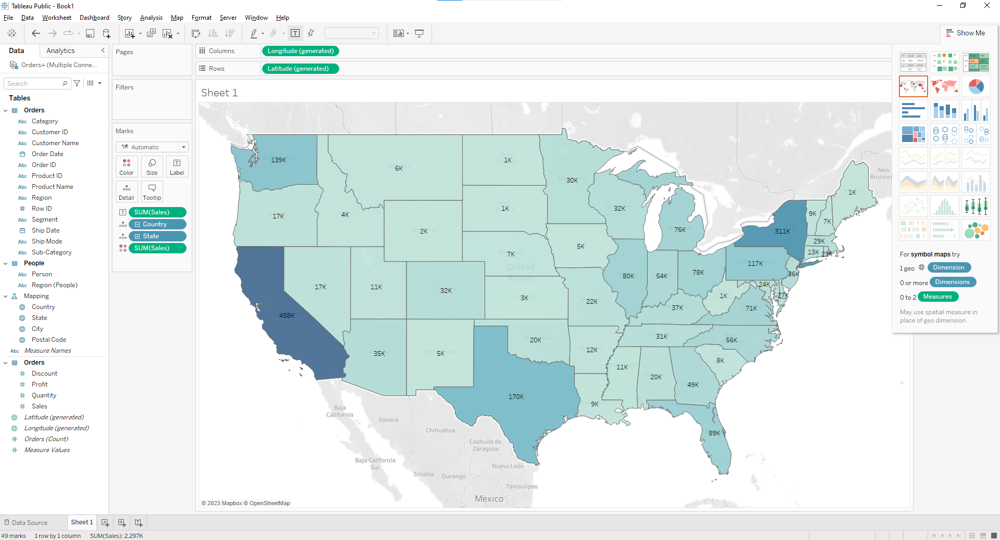 Tableau Public - Book1
File Data Worksheet Dashboard Story Analysis Map Format Server Window Help
Show Me
Data Analytics
Orders+ (Multiple Conne...
Search
Tables
Orders
Abc Category
Abc Customer ID
Abc Customer Name
Order Date
Abc Order ID
Abc Product ID
Abc Product Name
Abc Region
Row ID
Abc Segment
Ship Date
Abc Ship Mode
Abc Sub-Category
People
Abc Person
Abc Region (People)
Mapping
Country
State
City
Postal Code
Abc Measure Names
Orders
Discount
Profit
Quantity
Sales
Latitude (generated)
Longitude (generated)
Orders (Count)
Measure Values
Pages
Filters
Marks
Automatic
Color Size Label
Detail Tooltip
SUM(Sales)
Country
State
SUM(Sales)
Columns Longitude (generated)
Rows Latitude (generated)
Sheet 1
139K
6K
1K
30K
1K
17K
4K
2K
1K
32K
76K
311K
9K
7K
29K
13K
23K
5K
7K
United
States
117K
36K
17K
11K
32K
3K
80K
54K
78K
24K
27K
1K
22K
37K
71K
458K
20K
31K
56K
35K
5K
12K
11K
20K
8K
49K
170K
9K
89K
New
Brunswi
Baja
California
Sonora
Chihuahua
Coahuila de
Zaragoza
Baja California
Sur
Nuevo León
Sinaloa
Durango
Tamaulipas
Mexico
© 2023 Mapbox © OpenStreetMap
For symbol maps try
1 geo Dimension
0 or more Dimensions
0 to 2 Measures
May use spatial measure in
place of geo dimension
Data Source Sheet 1
49 marks 1 row by 1 column SUM(Sales): 2,297K